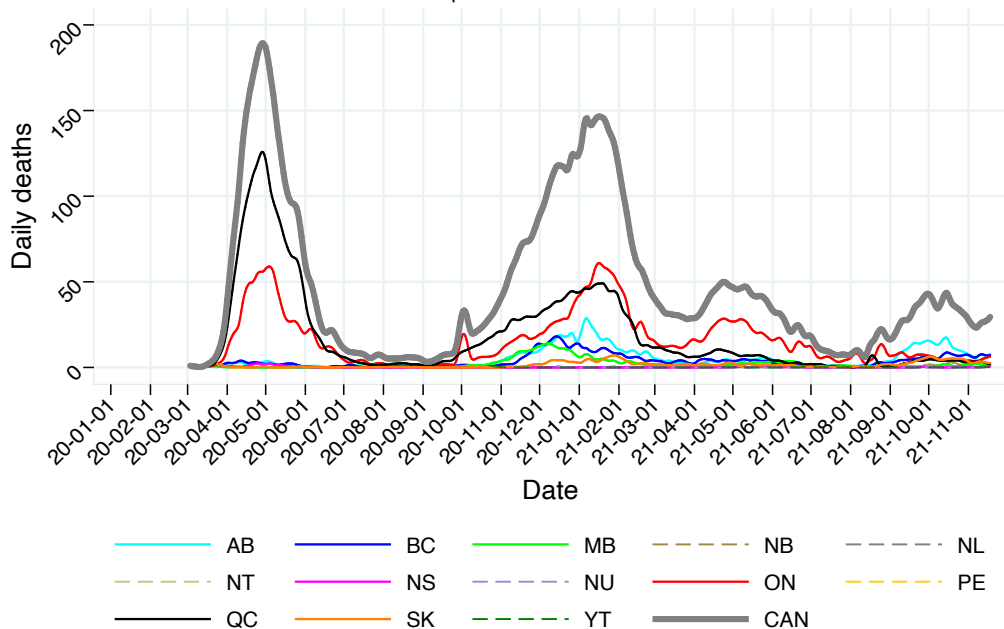 200
150
100
50
0
Daily deaths
20-01-01 20-02-01 20-03-01 20-04-01 20-05-01 20-06-01 20-07-01 20-08-01 20-09-01 20-10-01 20-11-01 20-12-01 21-01-01 21-02-01 21-03-01 21-04-01 21-05-01 21-06-01 21-07-01 21-08-01 21-09-01 21-10-01 21-11-01
Date
AB BC MB NB NL
NT NS NU ON PE
QC SK YT CAN